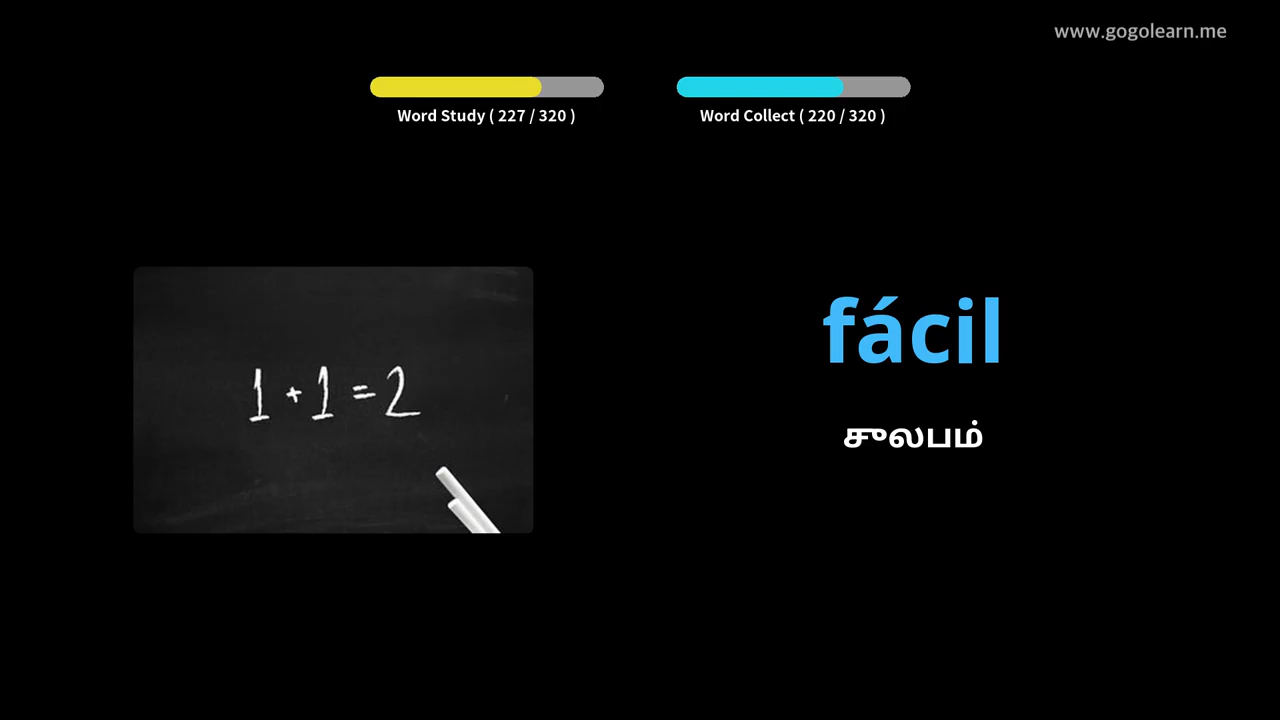 www.gogolearn.me
Word Study ( 227 / 320 )
Word Collect ( 220 / 320 )
1 + 1 = 2
fácil
சுலபம்